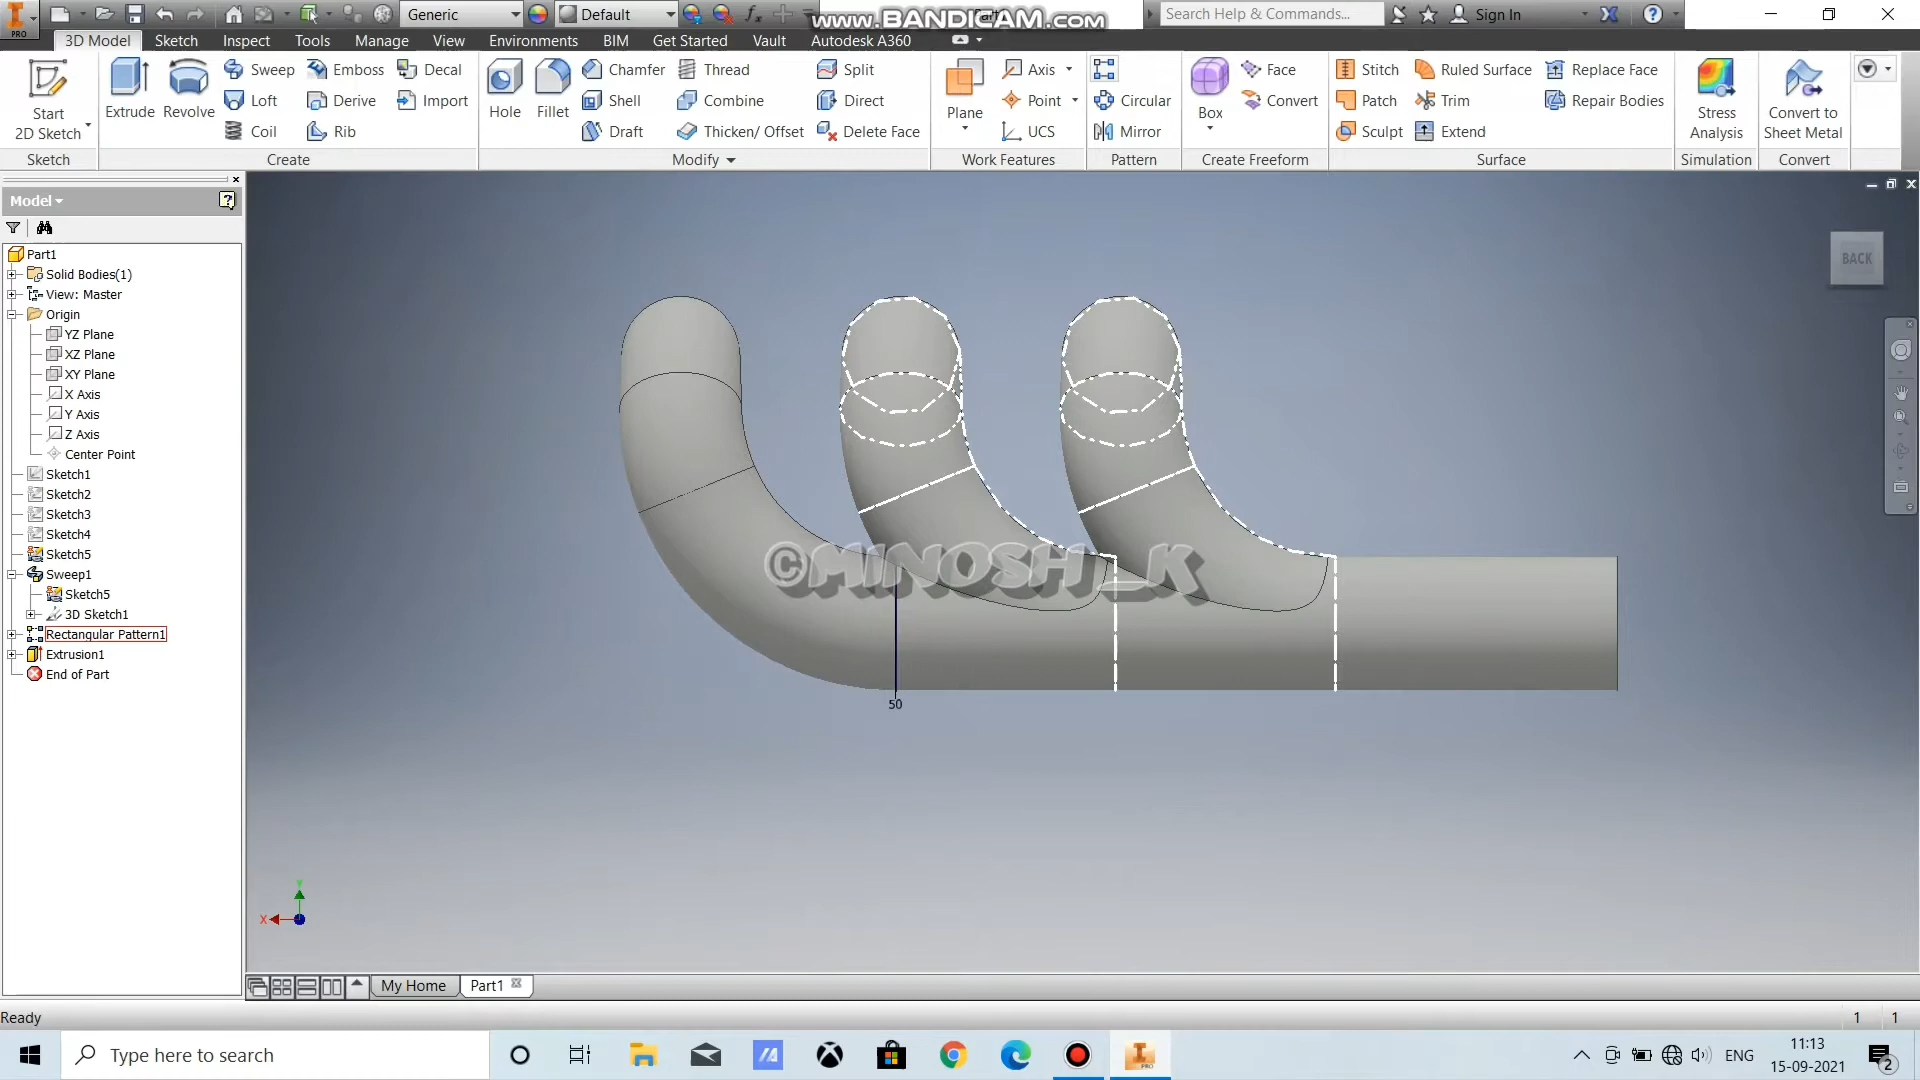 PRO
Generic
Default
fx
www.BANDICAM.com
Search Help & Commands...
Sign In
3D Model
Sketch
Inspect
Tools
Manage
View
Environments
BIM
Get Started
Vault
Autodesk A360
Start
2D Sketch
Extrude
Revolve
Sweep
Loft
Coil
Emboss
Derive
Rib
Decal
Import
Hole
Fillet
Chamfer
Shell
Draft
Thread
Combine
Thicken/ Offset
Split
Direct
Delete Face
Plane
Axis
Point
UCS
Circular
Mirror
Box
Face
Convert
Stitch
Patch
Sculpt
Ruled Surface
Trim
Extend
Replace Face
Repair Bodies
Stress
Analysis
Convert to
Sheet Metal
Sketch
Create
Modify
Work Features
Pattern
Create Freeform
Surface
Simulation
Convert
Model
Part1
Solid Bodies(1)
View: Master
Origin
YZ Plane
XZ Plane
XY Plane
X Axis
Y Axis
Z Axis
Center Point
Sketch1
Sketch2
Sketch3
Sketch4
Sketch5
Sweep1
Sketch5
3D Sketch1
Rectangular Pattern1
Extrusion1
End of Part
BACK
©MINOSH_K
50
Y
X
My Home
Part1
Ready
1 1
Type here to search
ENG
11:13
15-09-2021
2